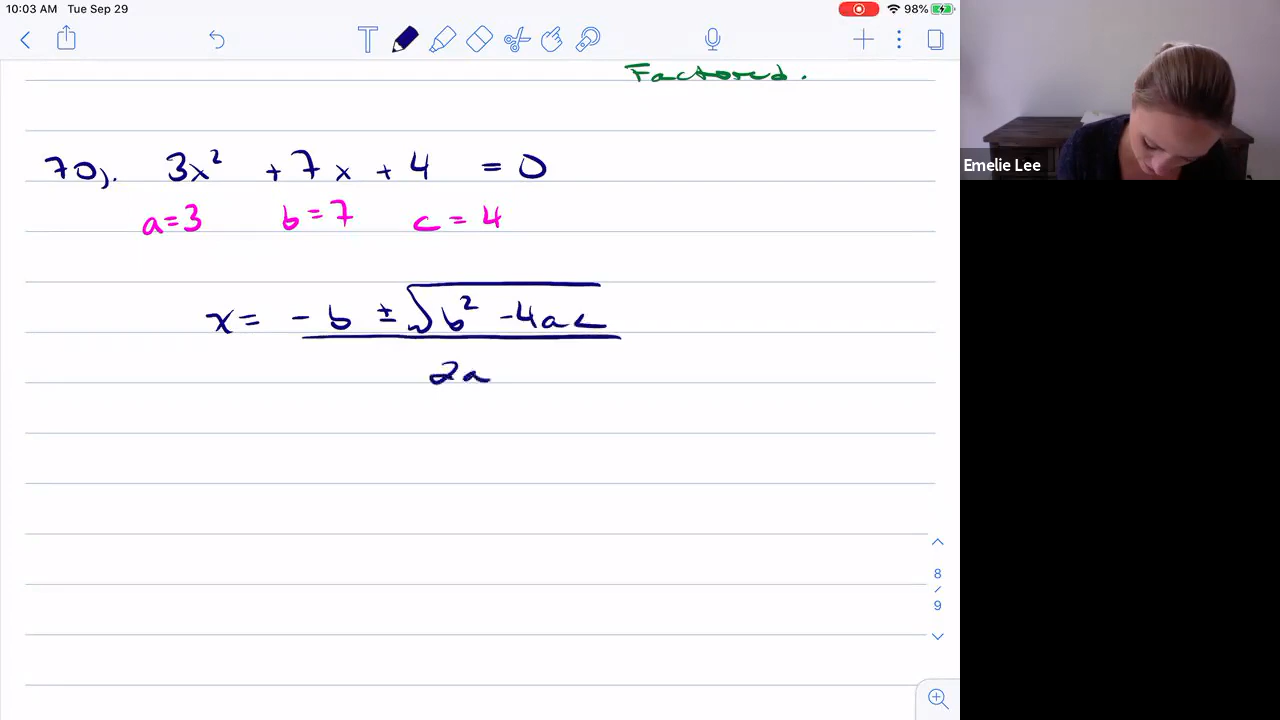 10:03 AM Tue Sep 29
98%
Factored.
70). 3x² + 7x + 4 = 0
a=3 b=7 c=4
x = -b ± √b² - 4ac
2a
Emelie Lee
8
/
9